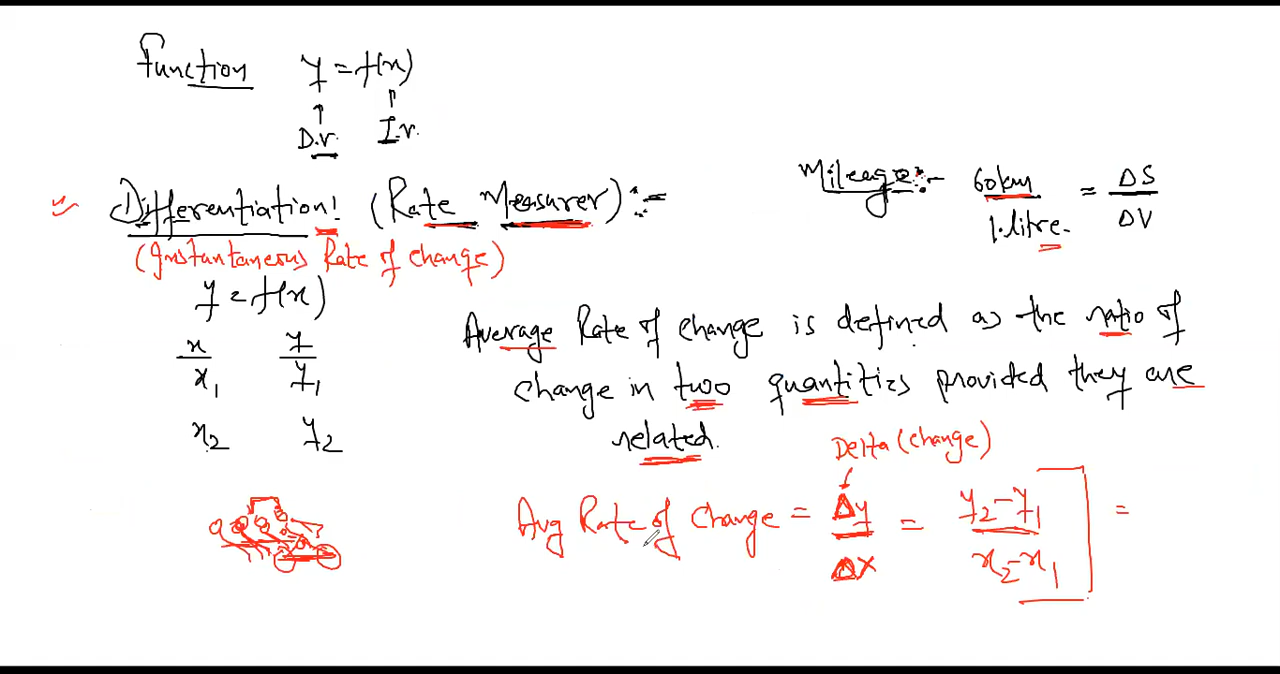 Function y = f(x)
↑ ↑
D.v. I.v.
Mileage:- 60km = ΔS
1.litre. ΔV
Differentiation! (Rate Measurer):-
(Instantaneous Rate of change)
y = f(x)
x y
x1 y1
x2 y2
Average Rate of change is defined as the ratio of
change in two quantities provided they are
related.
Delta (change)
↓
Avg Rate of change = Δy = y2-y1 =
Δx x2-x1